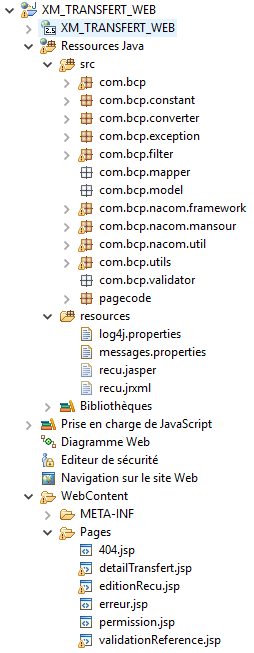 XM_TRANSFERT_WEB
XM_TRANSFERT_WEB
Ressources Java
src
com.bcp
com.bcp.constant
com.bcp.converter
com.bcp.exception
com.bcp.filter
com.bcp.mapper
com.bcp.model
com.bcp.nacom.framework
com.bcp.nacom.mansour
com.bcp.nacom.util
com.bcp.utils
com.bcp.validator
pagecode
resources
log4j.properties
messages.properties
recu.jasper
recu.jrxml
Bibliothèques
Prise en charge de JavaScript
Diagramme Web
Editeur de sécurité
Navigation sur le site Web
WebContent
META-INF
Pages
404.jsp
detailTransfert.jsp
editionRecu.jsp
erreur.jsp
permission.jsp
validationReference.jsp